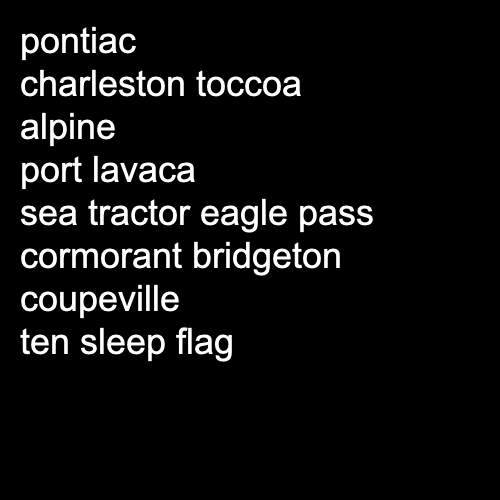 pontiac
charleston toccoa
alpine
port lavaca
sea tractor eagle pass
cormorant bridgeton
coupeville
ten sleep flag